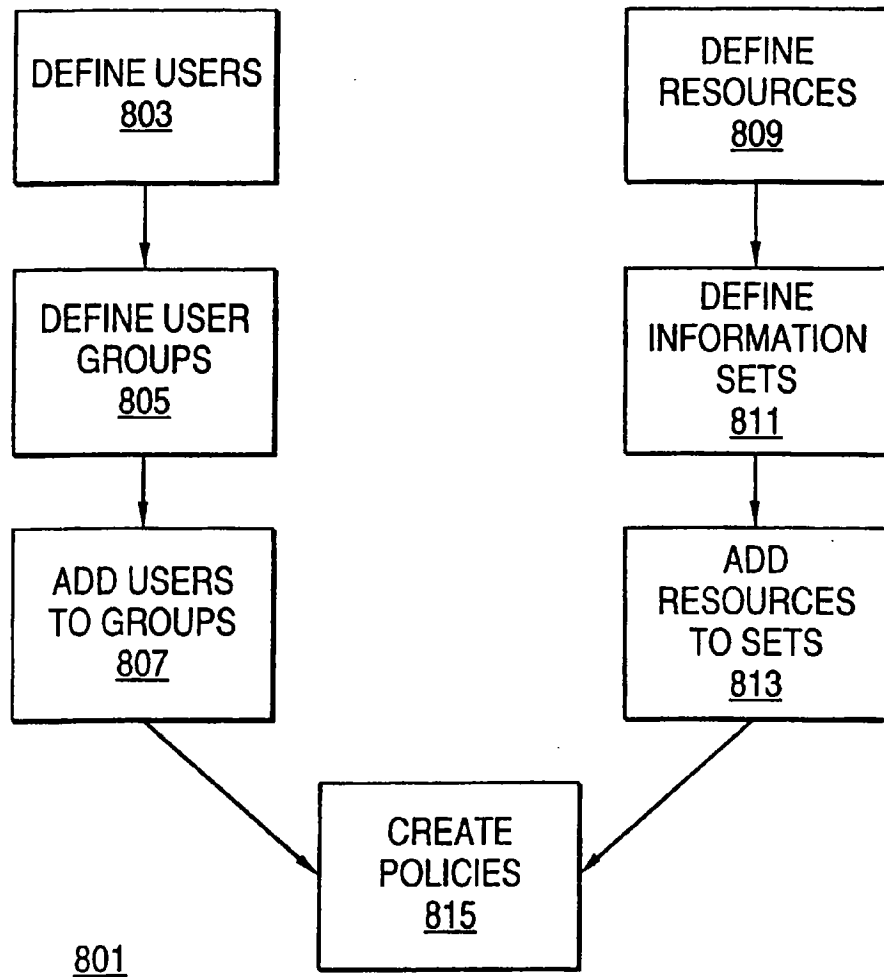 DEFINE USERS
803
DEFINE USER
GROUPS
805
ADD USERS
TO GROUPS
807
DEFINE
RESOURCES
809
DEFINE
INFORMATION
SETS
811
ADD
RESOURCES
TO SETS
813
CREATE
POLICIES
815
801